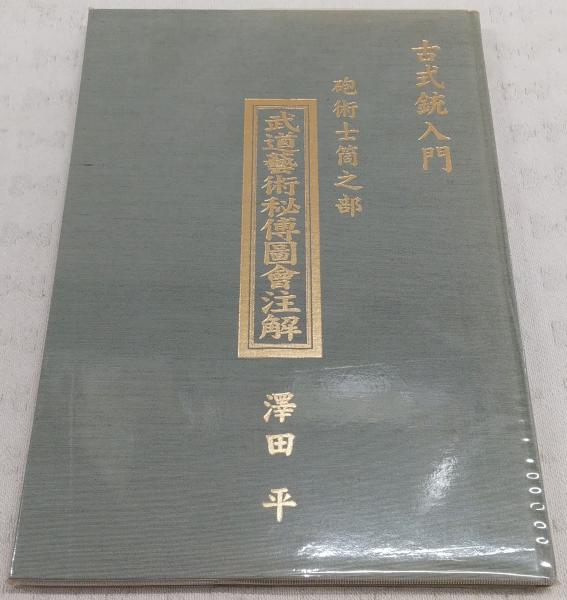 古式銃入門
砲術士筒之部
武道藝術秘傳圖會注解
澤田平